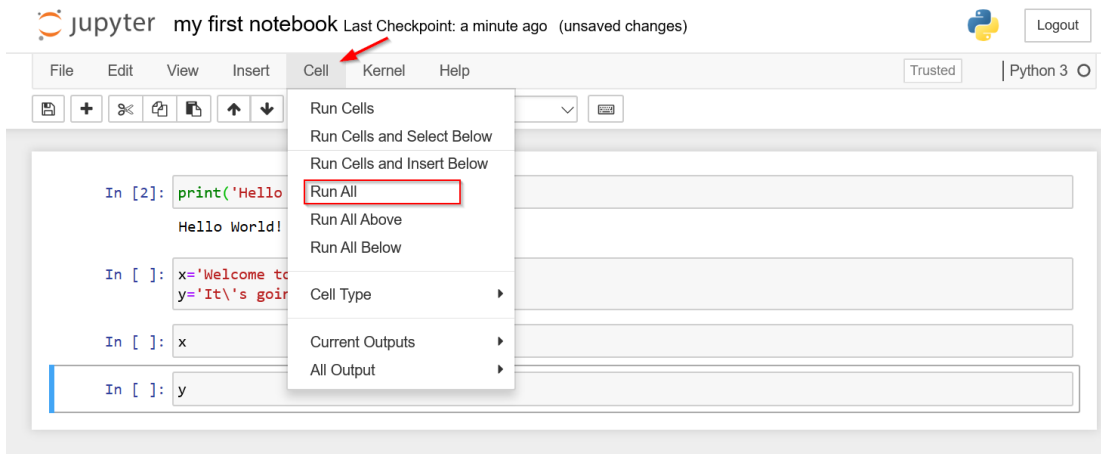 jupyter my first notebook Last Checkpoint: a minute ago (unsaved changes) Logout
File Edit View Insert Cell Kernel Help Trusted Python 3
Run Cells
Run Cells and Select Below
Run Cells and Insert Below
Run All
Run All Above
Run All Below
Cell Type
Current Outputs
All Output
In [2]: print('Hello
Hello World!
In [ ]: x='Welcome to
y='It\'s goin
In [ ]: x
In [ ]: y